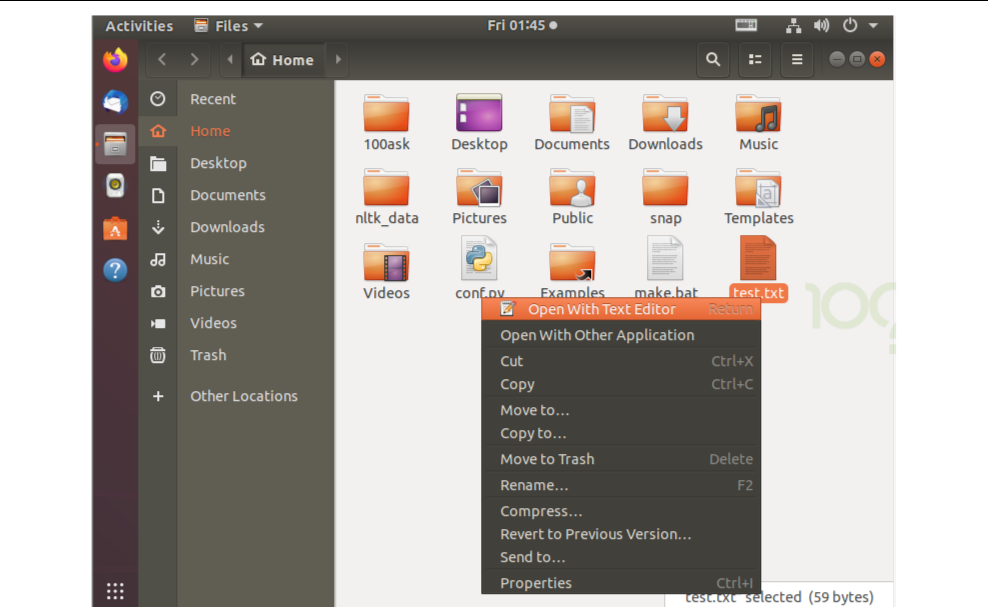 Activities Files Fri 01:45
Home
Recent
Home
Desktop
Documents
Downloads
Music
Pictures
Videos
Trash
Other Locations
100ask Desktop Documents Downloads Music
nltk_data Pictures Public snap Templates
Videos conf.py Examples make.bat test.txt
Open With Text Editor Return
Open With Other Application
Cut Ctrl+X
Copy Ctrl+C
Move to...
Copy to...
Move to Trash Delete
Rename... F2
Compress...
Revert to Previous Version...
Send to...
Properties Ctrl+I
"test.txt" selected (59 bytes)